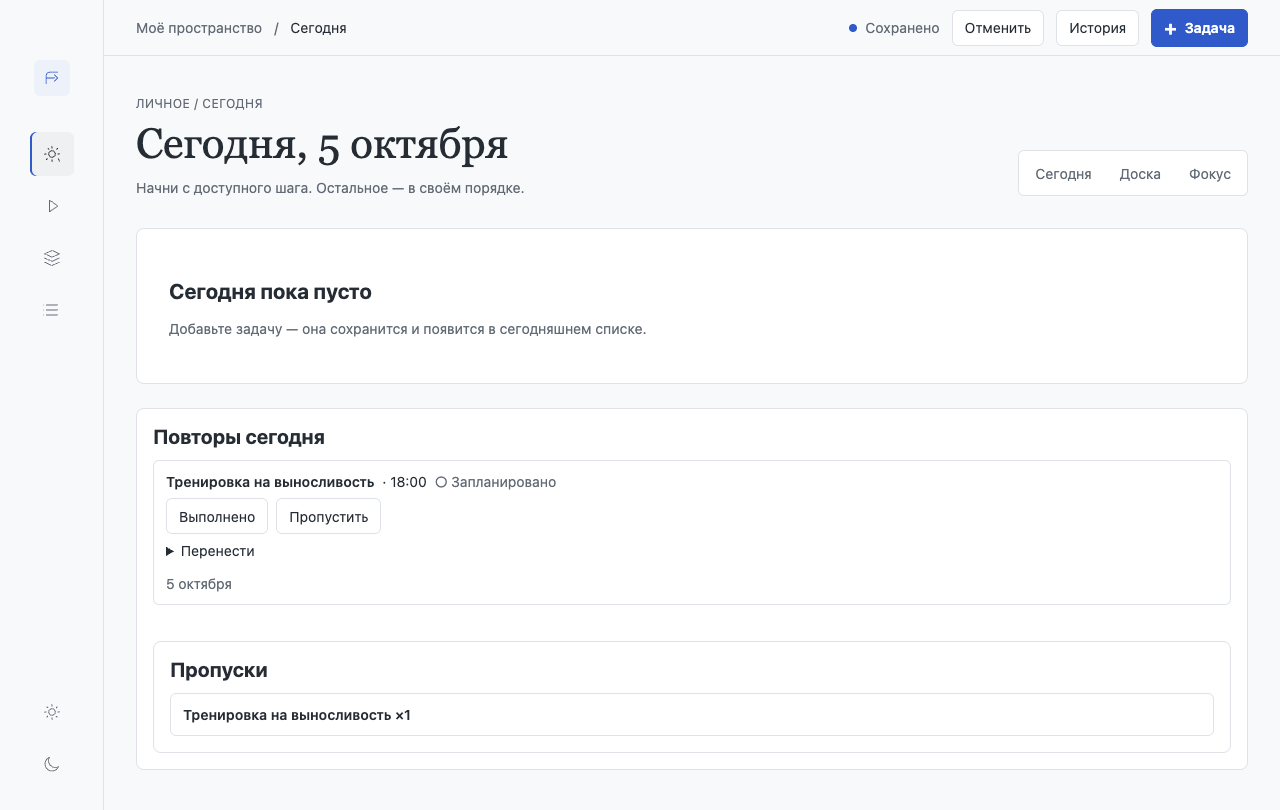 Моё пространство / Сегодня
Сохранено
Отменить
История
+ Задача
ЛИЧНОЕ / СЕГОДНЯ
Сегодня, 5 октября
Начни с доступного шага. Остальное — в своём порядке.
Сегодня
Доска
Фокус
Сегодня пока пусто
Добавьте задачу — она сохранится и появится в сегодняшнем списке.
Повторы сегодня
Тренировка на выносливость · 18:00 Запланировано
Выполнено
Пропустить
Перенести
5 октября
Пропуски
Тренировка на выносливость ×1